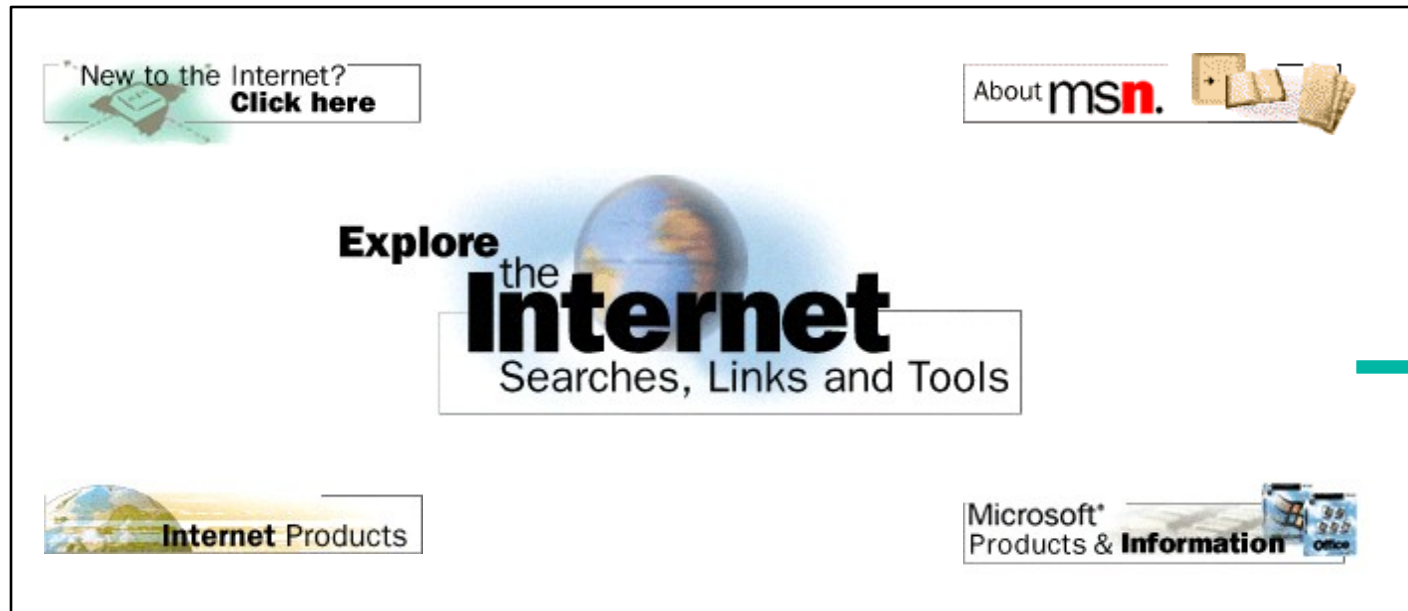 New to the Internet?
Click here
About msn.
Explore
the
Internet
Searches, Links and Tools
Internet Products
Microsoft®
Products & Information
Office